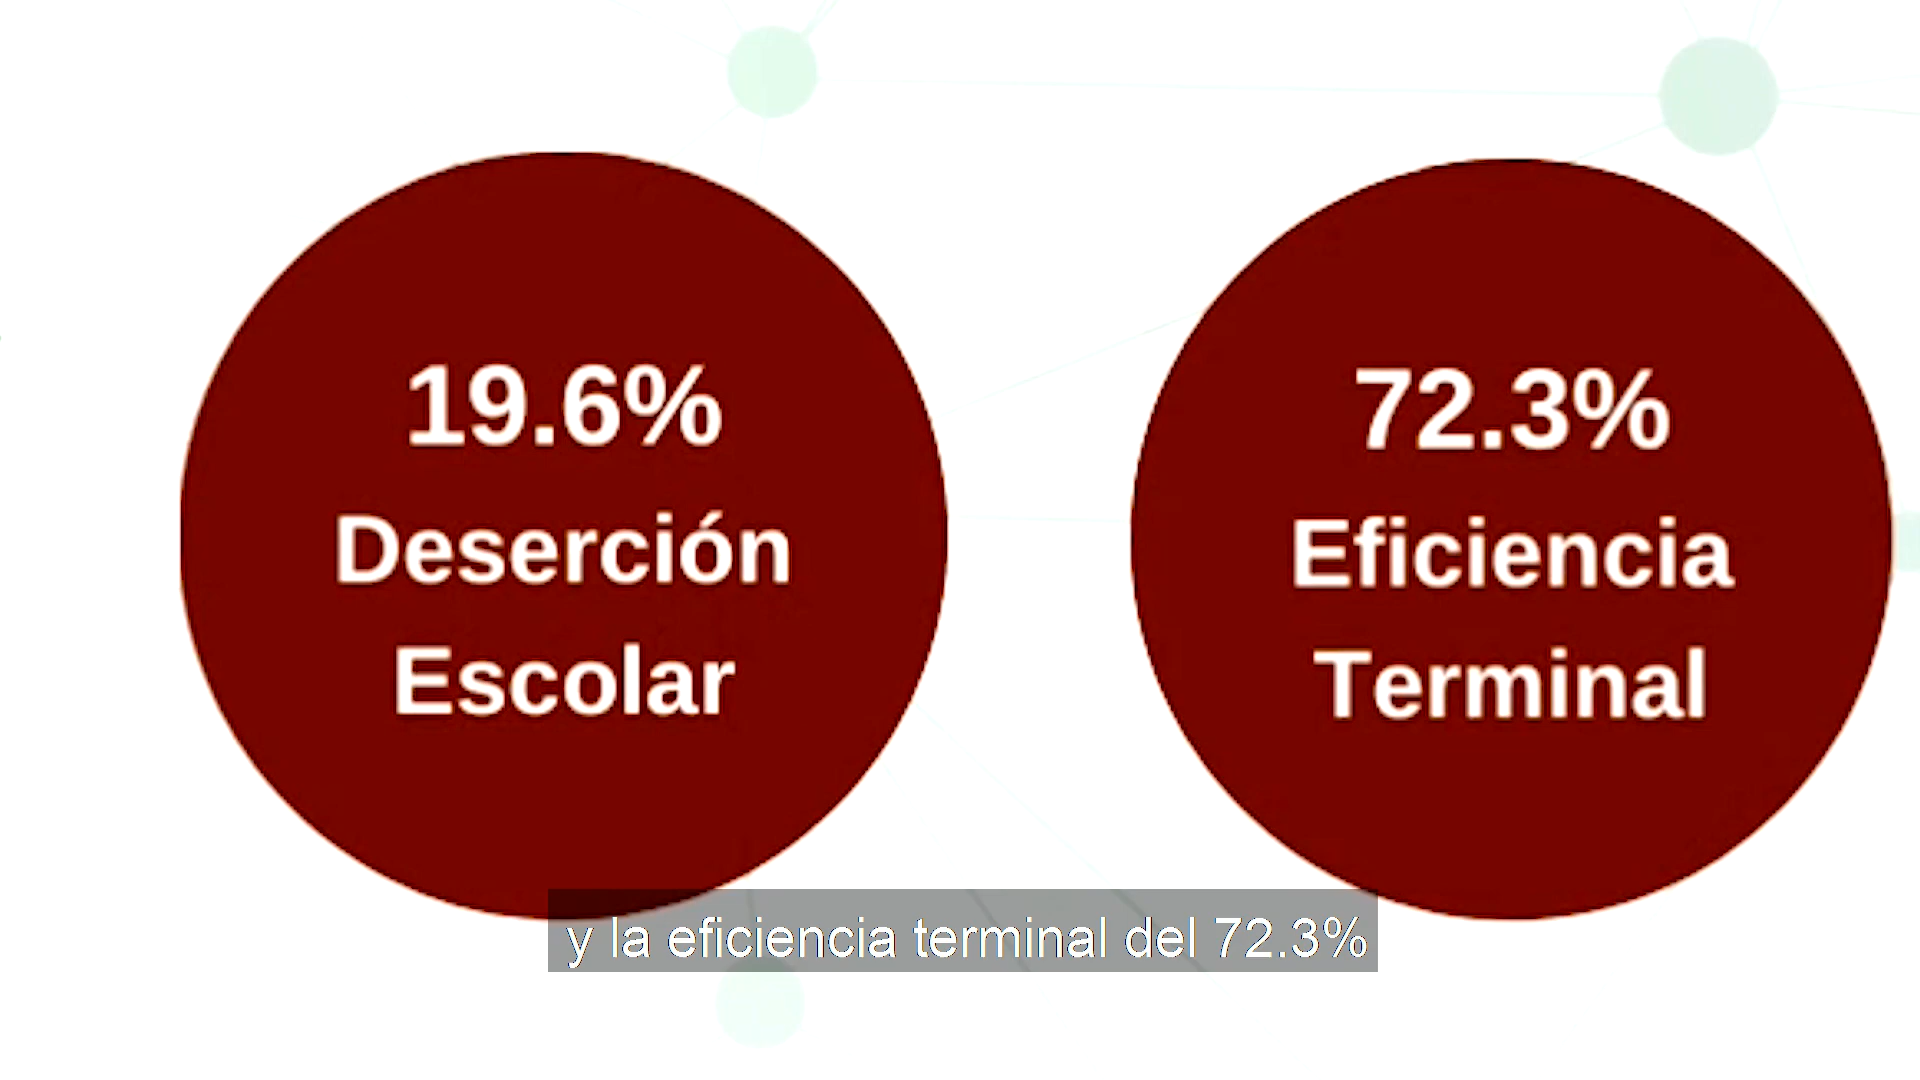 19.6%
Deserción
Escolar
72.3%
Eficiencia
Terminal
y la eficiencia terminal del 72.3%